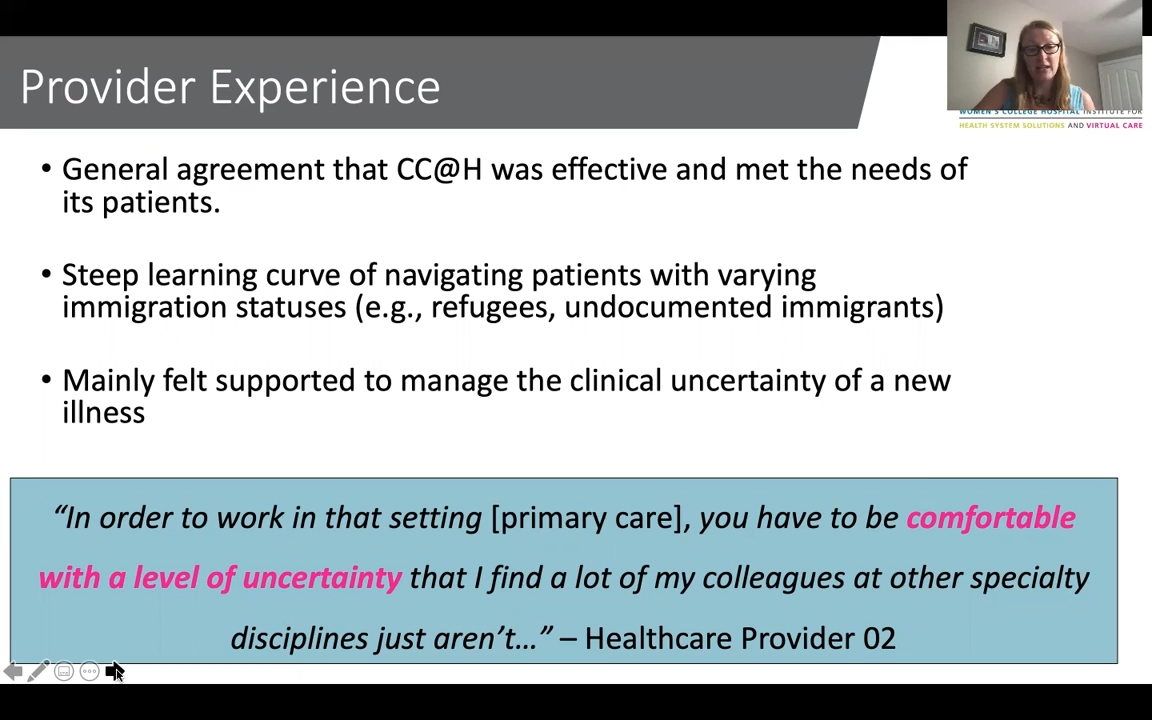 Provider Experience
WOMEN'S COLLEGE HOSPITAL INSTITUTE FOR
HEALTH SYSTEM SOLUTIONS AND VIRTUAL CARE
• General agreement that CC@H was effective and met the needs of
its patients.
• Steep learning curve of navigating patients with varying
immigration statuses (e.g., refugees, undocumented immigrants)
• Mainly felt supported to manage the clinical uncertainty of a new
illness
“In order to work in that setting [primary care], you have to be comfortable
with a level of uncertainty that I find a lot of my colleagues at other specialty
disciplines just aren’t…” – Healthcare Provider 02